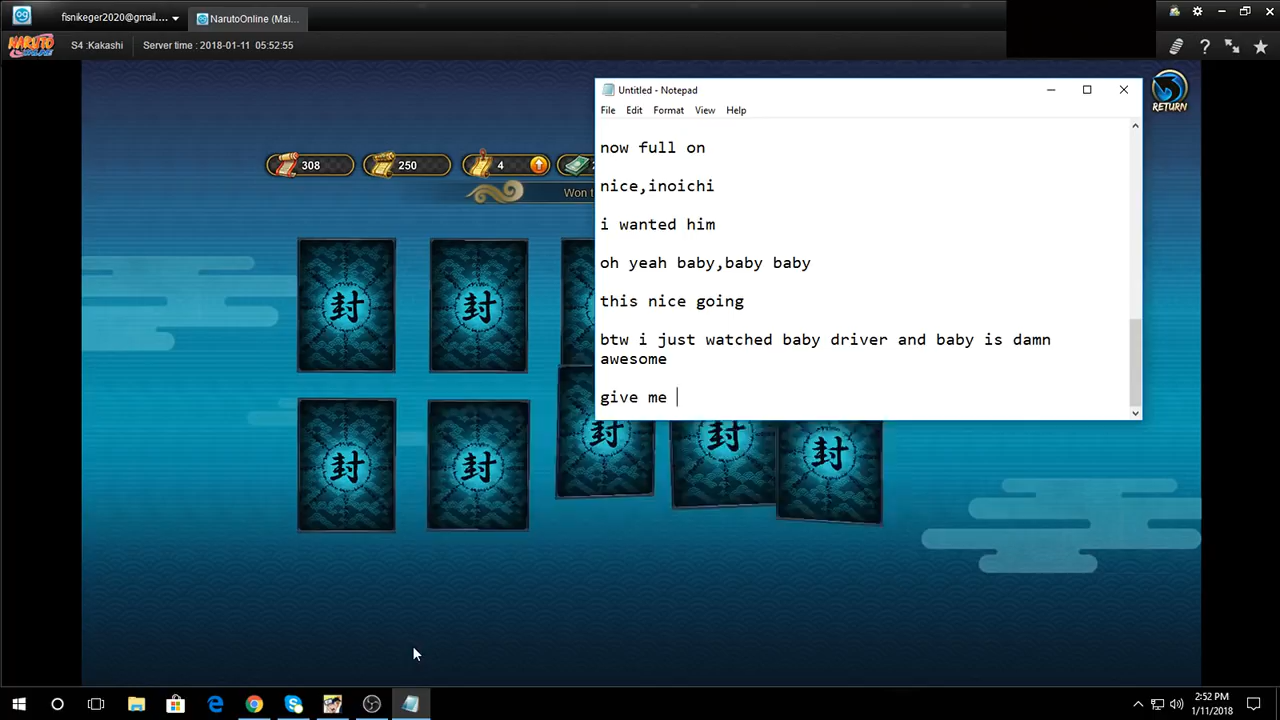 fisnikeger2020@gmail....
NarutoOnline (Mai...
NARUTO
ONLINE
S4 :Kakashi
Server time : 2018-01-11 05:52:55
RETURN
308
250
4
Won t
封
封
封
封
封
封
封
Untitled - Notepad
File Edit Format View Help
now full on
nice,inoichi
i wanted him
oh yeah baby,baby baby
this nice going
btw i just watched baby driver and baby is damn
awesome
give me
2:52 PM
1/11/2018